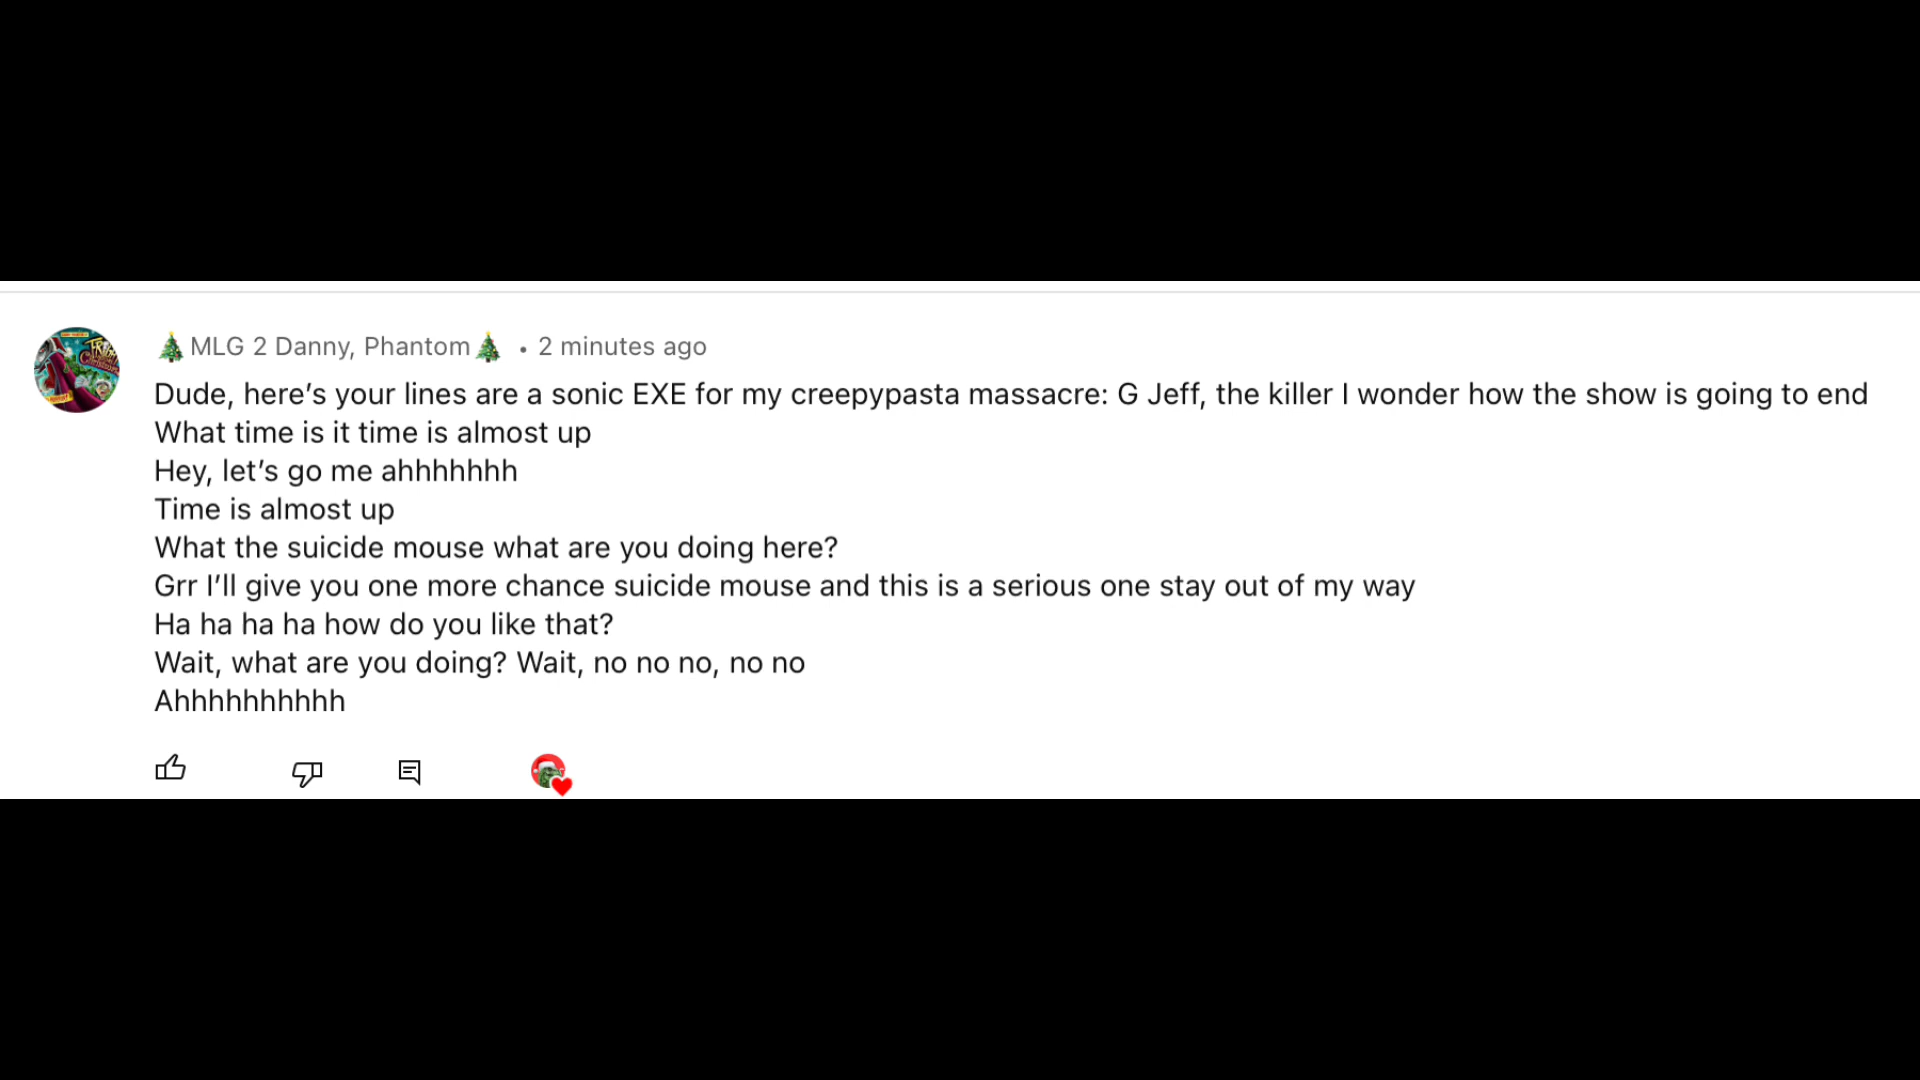 🎄MLG 2 Danny, Phantom🎄 • 2 minutes ago
Dude, here’s your lines are a sonic EXE for my creepypasta massacre: G Jeff, the killer I wonder how the show is going to end
What time is it time is almost up
Hey, let’s go me ahhhhhhh
Time is almost up
What the suicide mouse what are you doing here?
Grr I’ll give you one more chance suicide mouse and this is a serious one stay out of my way
Ha ha ha ha how do you like that?
Wait, what are you doing? Wait, no no no, no no
Ahhhhhhhhhh